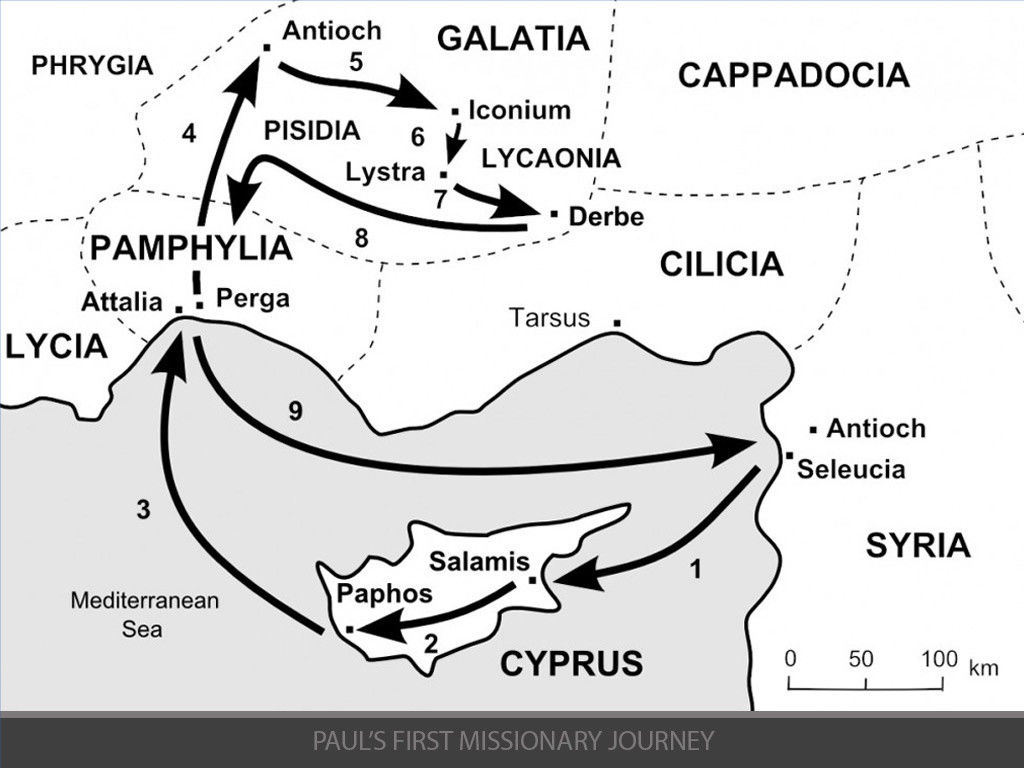 Antioch
GALATIA
PHRYGIA
5
CAPPADOCIA
Iconium
4
PISIDIA
6
LYCAONIA
Lystra
7
Derbe
8
PAMPHYLIA
CILICIA
Attalia
Perga
Tarsus
LYCIA
9
Antioch
Seleucia
3
SYRIA
Salamis
1
Paphos
Mediterranean
Sea
2
CYPRUS
0 50 100 km
PAUL'S FIRST MISSIONARY JOURNEY